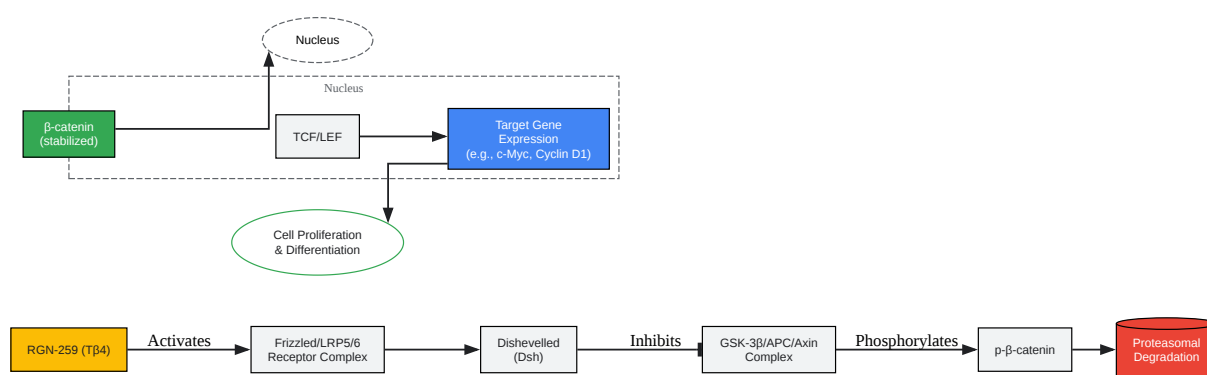 Nucleus
Nucleus
β-catenin
(stabilized)
TCF/LEF
Target Gene
Expression
(e.g., c-Myc, Cyclin D1)
Cell Proliferation
& Differentiation
RGN-259 (Tβ4)
Activates
Frizzled/LRP5/6
Receptor Complex
Dishevelled
(Dsh)
Inhibits
GSK-3β/APC/Axin
Complex
Phosphorylates
p-β-catenin
Proteasomal
Degradation